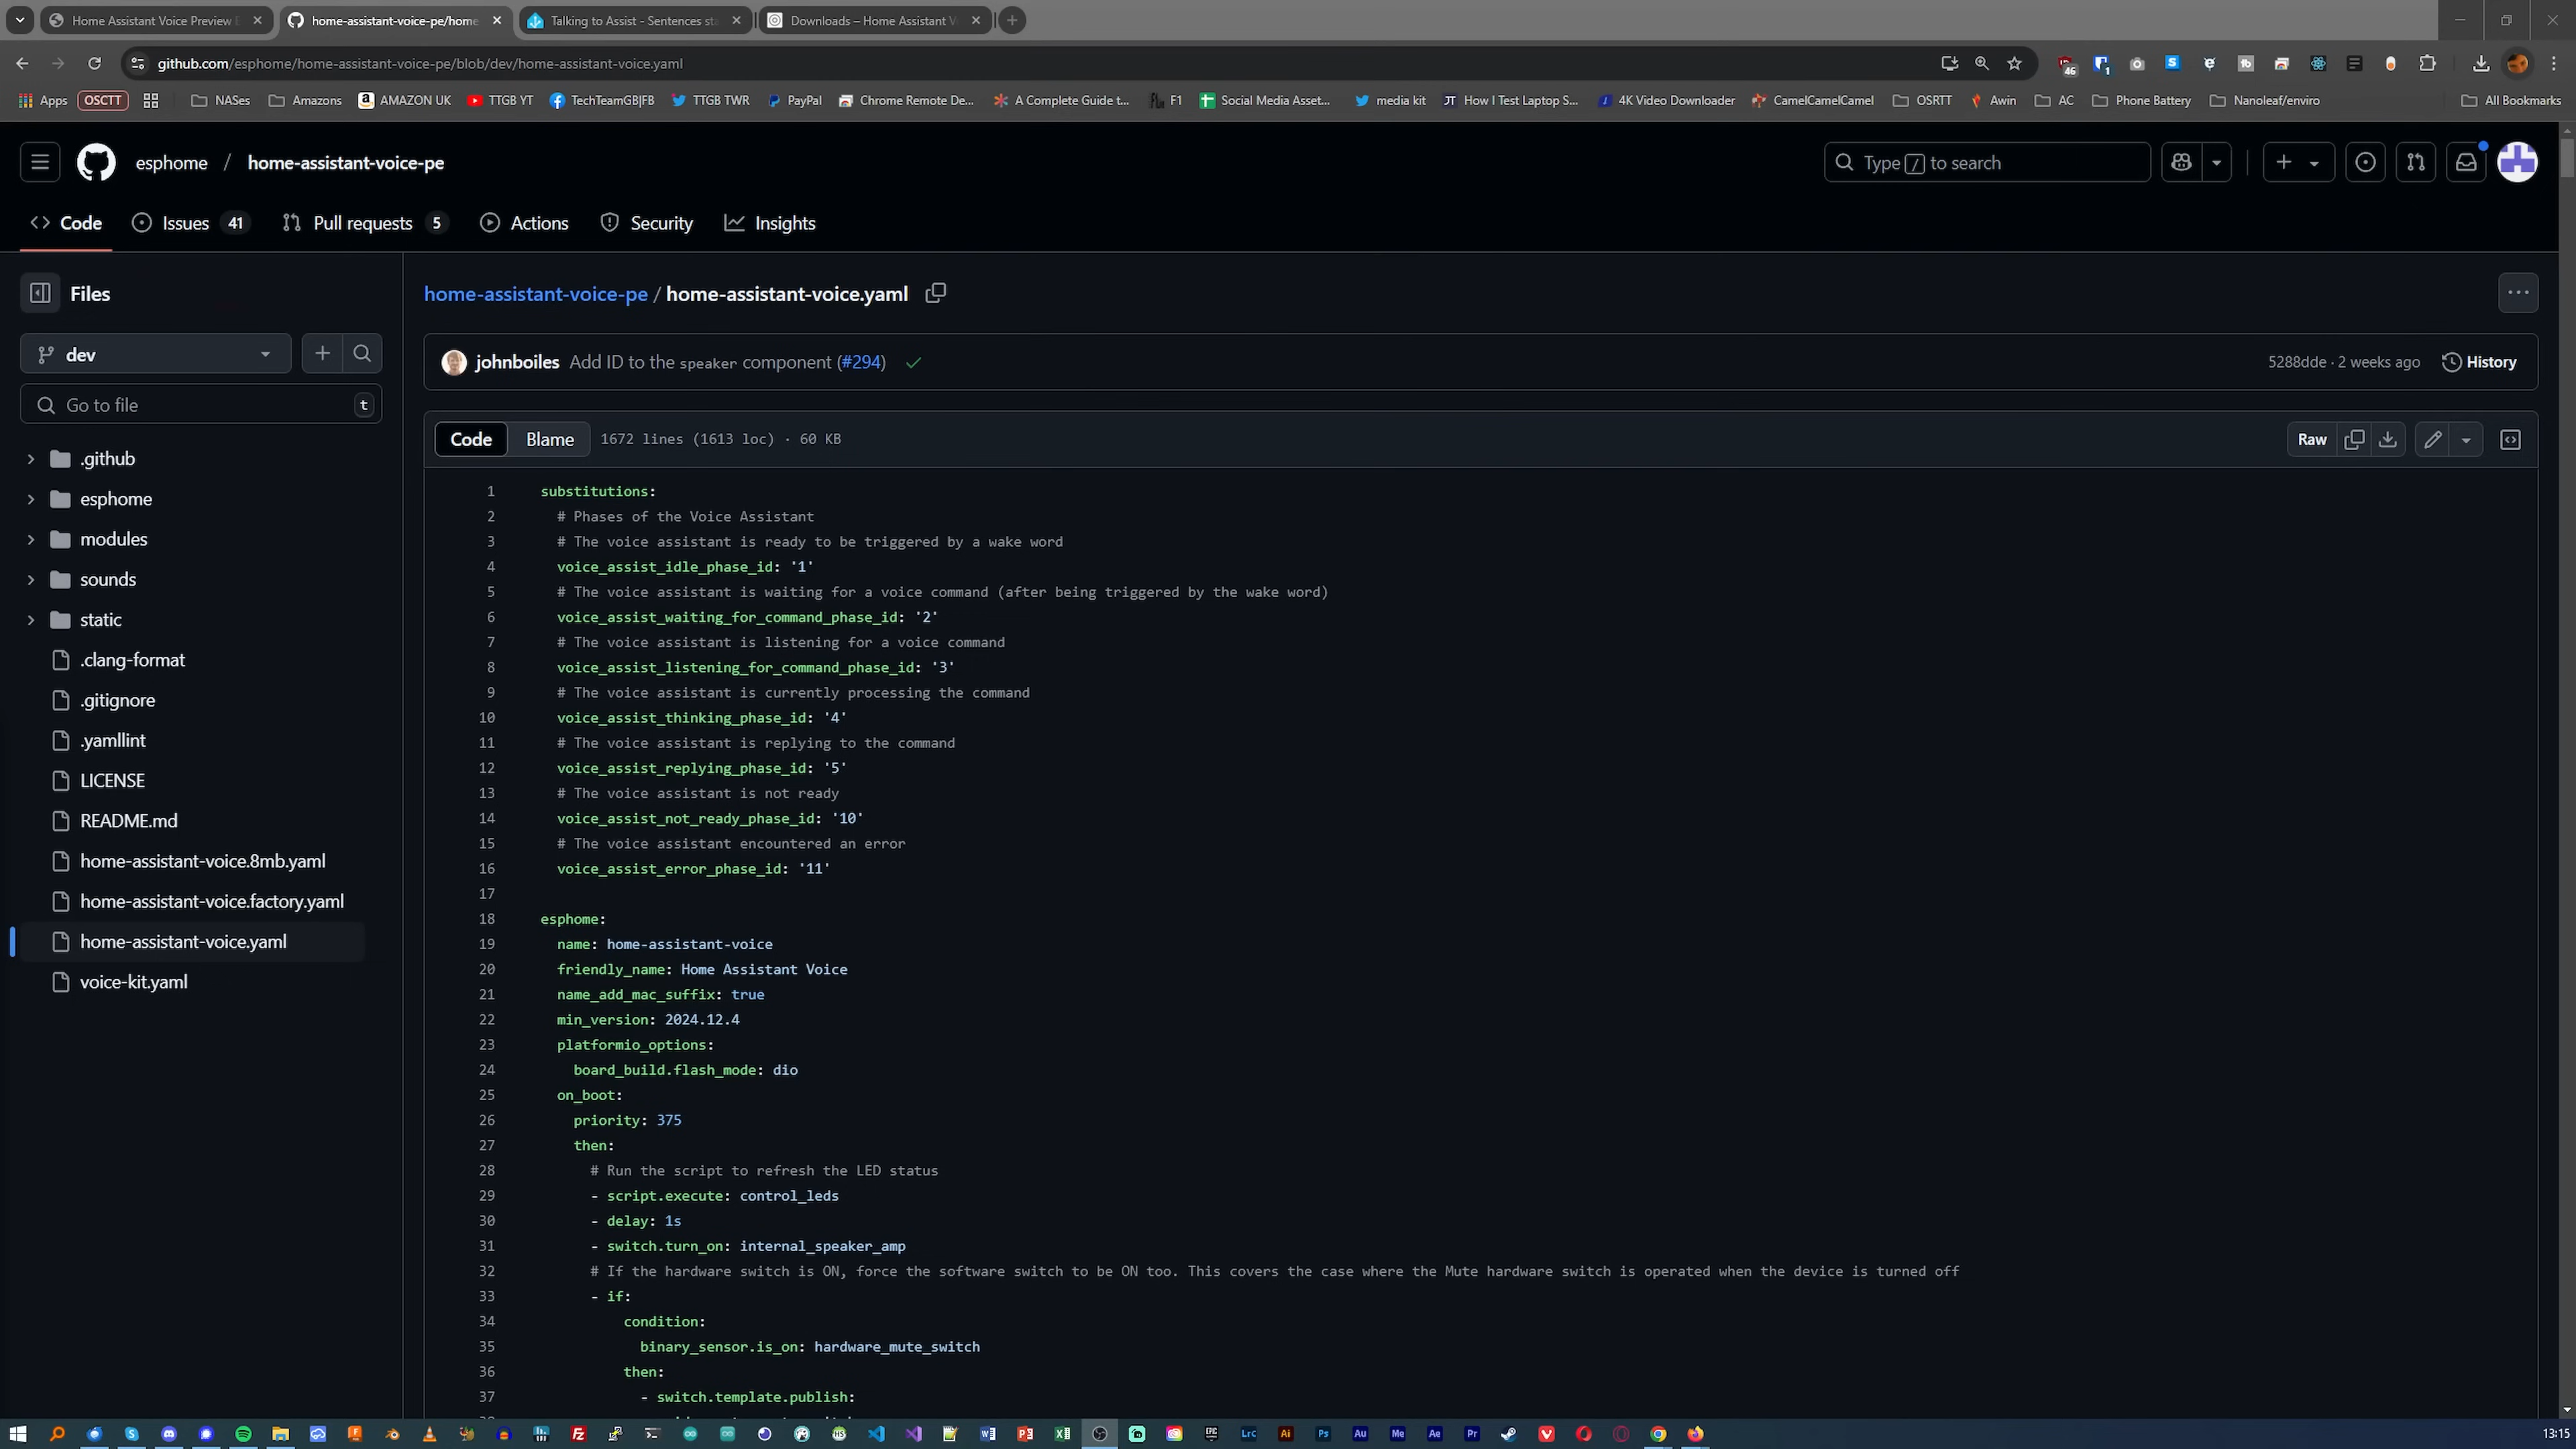 Home Assistant Voice Preview E
home-assistant-voice-pe/home-
Talking to Assist - Sentences sta
Downloads – Home Assistant V
github.com/esphome/home-assistant-voice-pe/blob/dev/home-assistant-voice.yaml
46
1
Apps
OSCTT
NASes
Amazons
AMAZON UK
TTGB YT
TechTeamGB|FB
TTGB TWR
PayPal
Chrome Remote De...
A Complete Guide t...
F1
Social Media Asset...
media kit
How I Test Laptop S...
4K Video Downloader
CamelCamelCamel
OSRTT
Awin
AC
Phone Battery
Nanoleaf/enviro
All Bookmarks
esphome / home-assistant-voice-pe
Type / to search
Code
Issues 41
Pull requests 5
Actions
Security
Insights
Files
dev
Go to file
t
.github
esphome
modules
sounds
static
.clang-format
.gitignore
.yamllint
LICENSE
README.md
home-assistant-voice.8mb.yaml
home-assistant-voice.factory.yaml
home-assistant-voice.yaml
voice-kit.yaml
home-assistant-voice-pe / home-assistant-voice.yaml
johnboiles Add ID to the speaker component (#294)
5288dde · 2 weeks ago
History
Code
Blame
1672 lines (1613 loc) · 60 KB
Raw
1 substitutions:
2 # Phases of the Voice Assistant
3 # The voice assistant is ready to be triggered by a wake word
4 voice_assist_idle_phase_id: '1'
5 # The voice assistant is waiting for a voice command (after being triggered by the wake word)
6 voice_assist_waiting_for_command_phase_id: '2'
7 # The voice assistant is listening for a voice command
8 voice_assist_listening_for_command_phase_id: '3'
9 # The voice assistant is currently processing the command
10 voice_assist_thinking_phase_id: '4'
11 # The voice assistant is replying to the command
12 voice_assist_replying_phase_id: '5'
13 # The voice assistant is not ready
14 voice_assist_not_ready_phase_id: '10'
15 # The voice assistant encountered an error
16 voice_assist_error_phase_id: '11'
17
18 esphome:
19 name: home-assistant-voice
20 friendly_name: Home Assistant Voice
21 name_add_mac_suffix: true
22 min_version: 2024.12.4
23 platformio_options:
24 board_build.flash_mode: dio
25 on_boot:
26 priority: 375
27 then:
28 # Run the script to refresh the LED status
29 - script.execute: control_leds
30 - delay: 1s
31 - switch.turn_on: internal_speaker_amp
32 # If the hardware switch is ON, force the software switch to be ON too. This covers the case where the Mute hardware switch is operated when the device is turned off
33 - if:
34 condition:
35 binary_sensor.is_on: hardware_mute_switch
36 then:
37 - switch.template.publish:
13:15